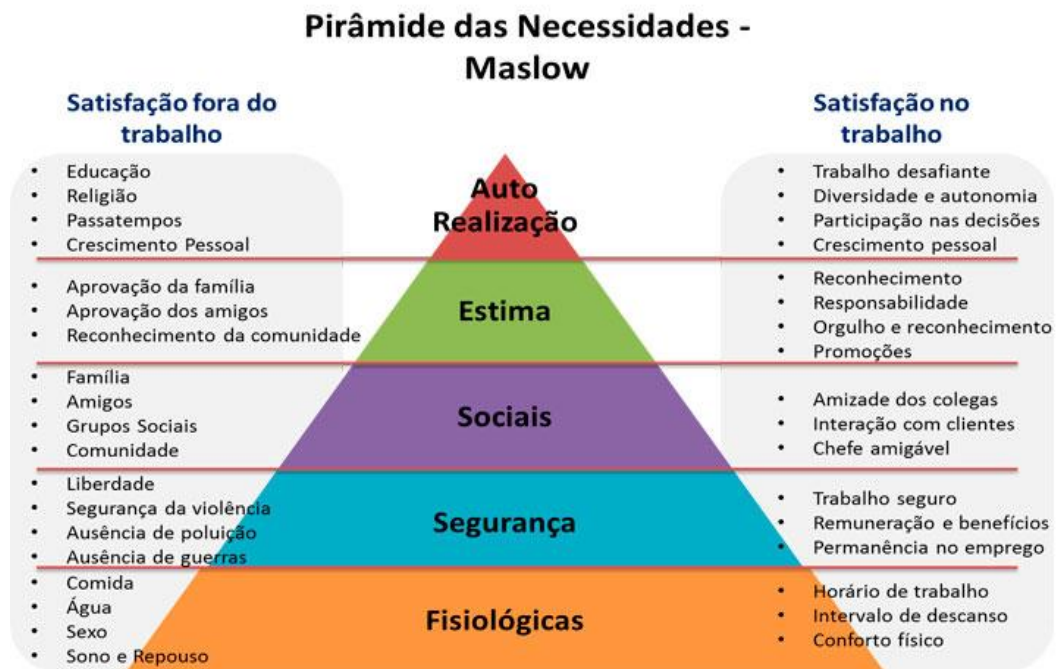 Pirâmide das Necessidades -
Maslow
Satisfação fora do
trabalho
• Educação
• Religião
• Passatempos
• Crescimento Pessoal
• Aprovação da família
• Aprovação dos amigos
• Reconhecimento da comunidade
• Família
• Amigos
• Grupos Sociais
• Comunidade
• Liberdade
• Segurança da violência
• Ausência de poluição
• Ausência de guerras
• Comida
• Água
• Sexo
• Sono e Repouso
Auto
Realização
Estima
Sociais
Segurança
Fisiológicas
Satisfação no
trabalho
• Trabalho desafiante
• Diversidade e autonomia
• Participação nas decisões
• Crescimento pessoal
• Reconhecimento
• Responsabilidade
• Orgulho e reconhecimento
• Promoções
• Amizade dos colegas
• Interação com clientes
• Chefe amigável
• Trabalho seguro
• Remuneração e benefícios
• Permanência no emprego
• Horário de trabalho
• Intervalo de descanso
• Conforto físico